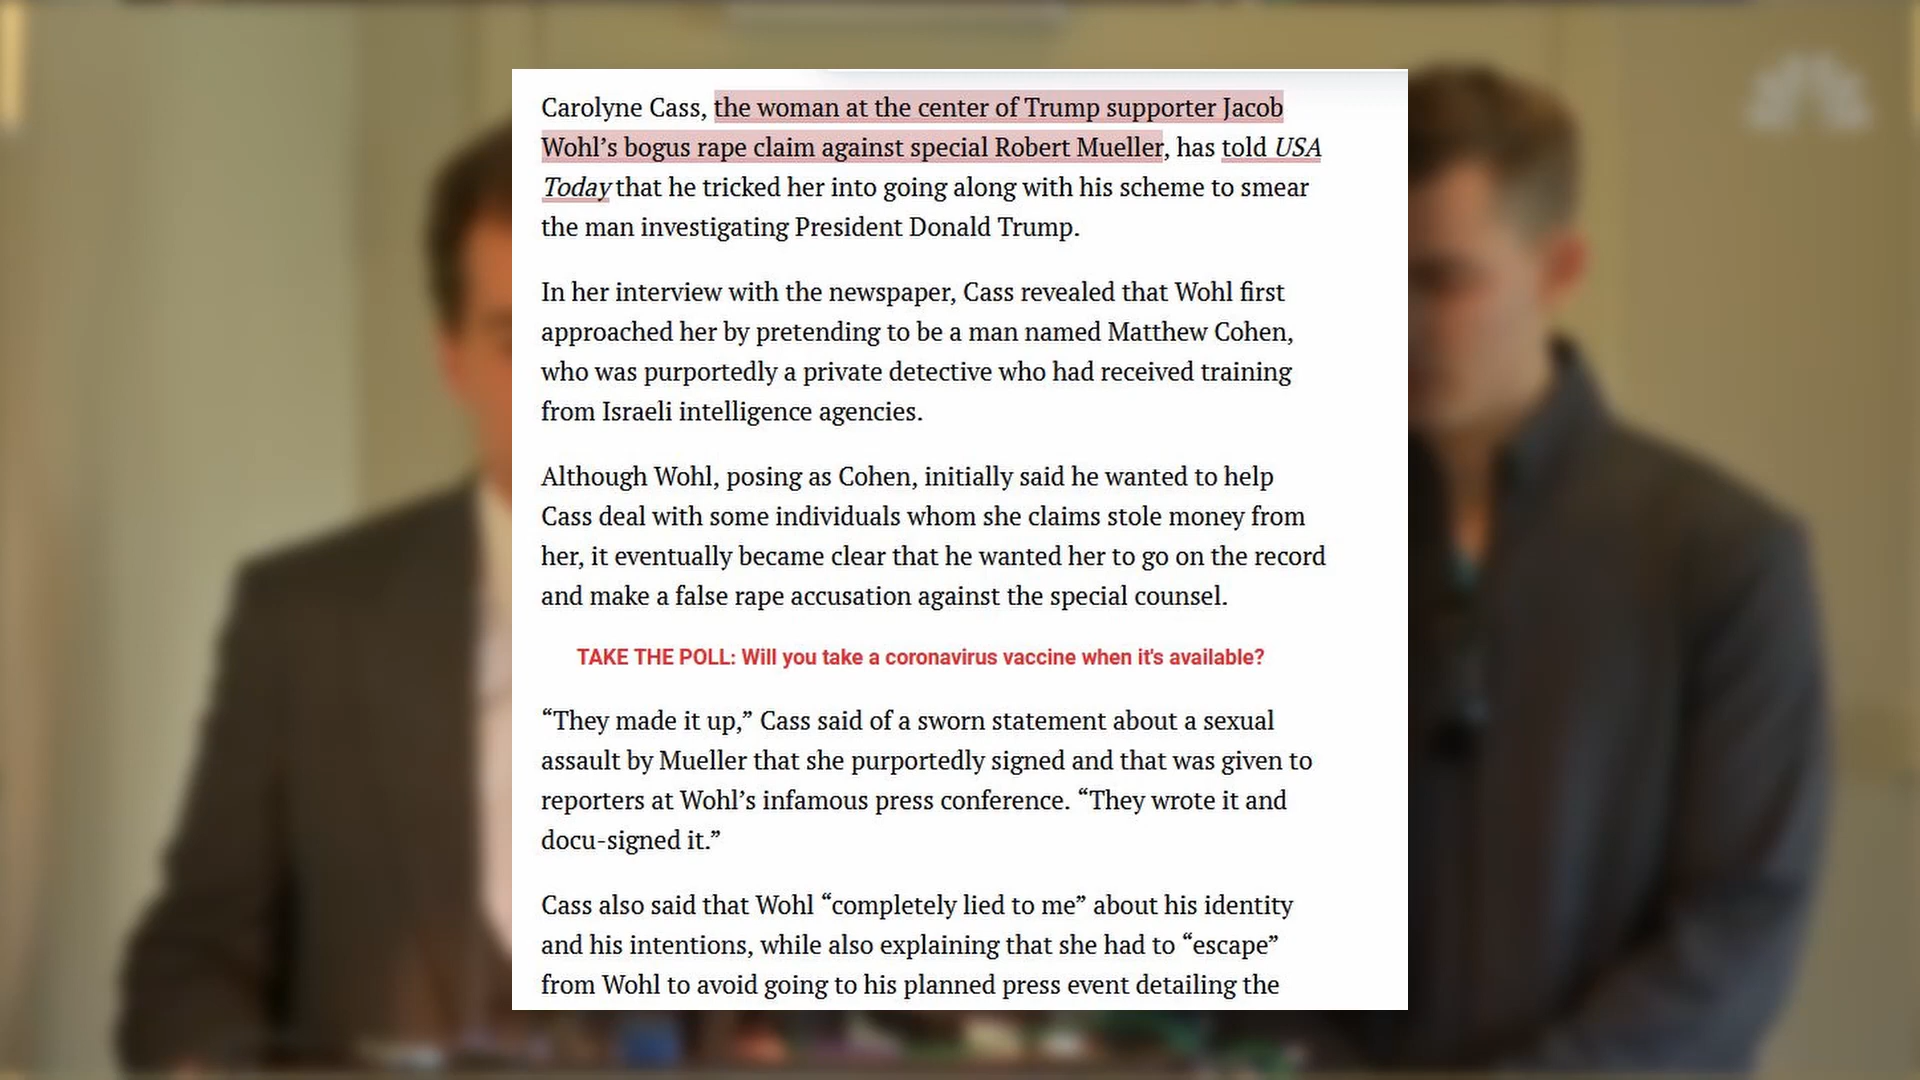 Carolyne Cass, the woman at the center of Trump supporter Jacob
Wohl’s bogus rape claim against special Robert Mueller, has told USA
Today that he tricked her into going along with his scheme to smear
the man investigating President Donald Trump.
In her interview with the newspaper, Cass revealed that Wohl first
approached her by pretending to be a man named Matthew Cohen,
who was purportedly a private detective who had received training
from Israeli intelligence agencies.
Although Wohl, posing as Cohen, initially said he wanted to help
Cass deal with some individuals whom she claims stole money from
her, it eventually became clear that he wanted her to go on the record
and make a false rape accusation against the special counsel.
TAKE THE POLL: Will you take a coronavirus vaccine when it's available?
“They made it up,” Cass said of a sworn statement about a sexual
assault by Mueller that she purportedly signed and that was given to
reporters at Wohl’s infamous press conference. “They wrote it and
docu-signed it.”
Cass also said that Wohl “completely lied to me” about his identity
and his intentions, while also explaining that she had to “escape”
from Wohl to avoid going to his planned press event detailing the